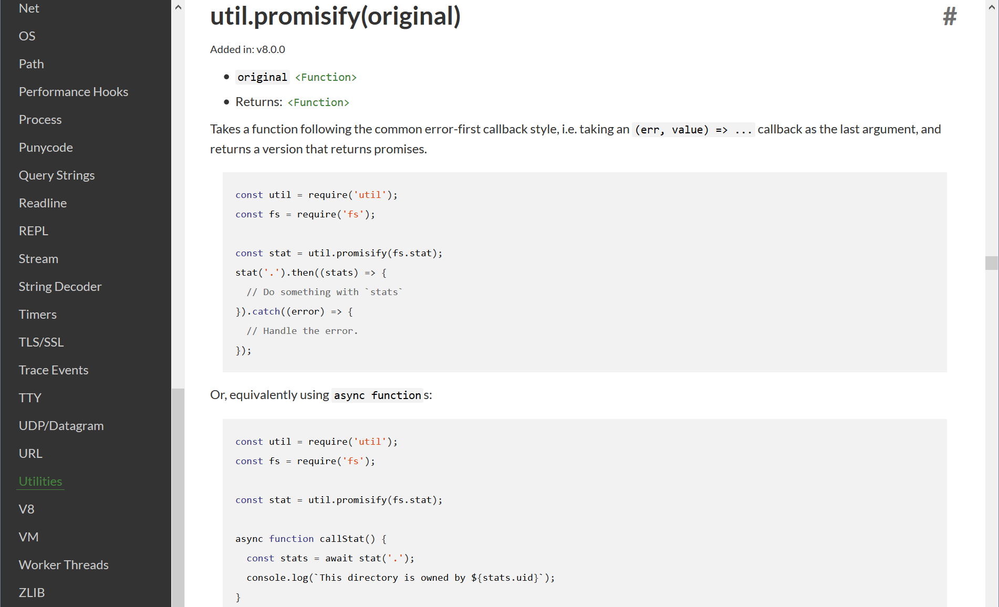 Net
OS
Path
Performance Hooks
Process
Punycode
Query Strings
Readline
REPL
Stream
String Decoder
Timers
TLS/SSL
Trace Events
TTY
UDP/Datagram
URL
Utilities
V8
VM
Worker Threads
ZLIB
util.promisify(original)
#
Added in: v8.0.0
• original <Function>
• Returns: <Function>
Takes a function following the common error-first callback style, i.e. taking an (err, value) => ... callback as the last argument, and
returns a version that returns promises.
const util = require('util');
const fs = require('fs');
const stat = util.promisify(fs.stat);
stat('.').then((stats) => {
  // Do something with `stats`
}).catch((error) => {
  // Handle the error.
});
Or, equivalently using async functions:
const util = require('util');
const fs = require('fs');
const stat = util.promisify(fs.stat);
async function callStat() {
  const stats = await stat('.');
  console.log(`This directory is owned by ${stats.uid}`);
}